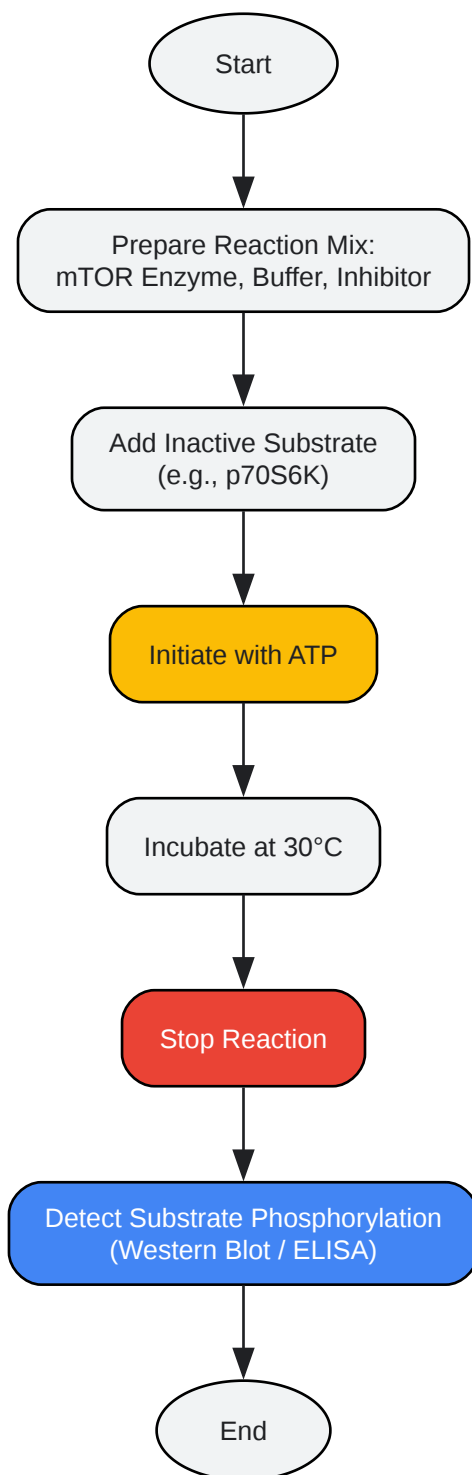 Start
Prepare Reaction Mix:
mTOR Enzyme, Buffer, Inhibitor
Add Inactive Substrate
(e.g., p70S6K)
Initiate with ATP
Incubate at 30°C
Stop Reaction
Detect Substrate Phosphorylation
(Western Blot / ELISA)
End